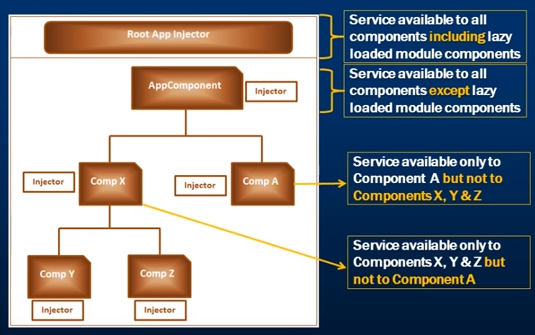 Root App Injector
Service available to all
components including lazy
loaded module components
AppComponent
Injector
Service available to all
components except lazy
loaded module components
Injector
Comp X
Injector
Comp A
Service available only to
Component A but not to
Components X, Y & Z
Service available only to
Components X, Y & Z but
not to Component A
Comp Y
Comp Z
Injector
Injector